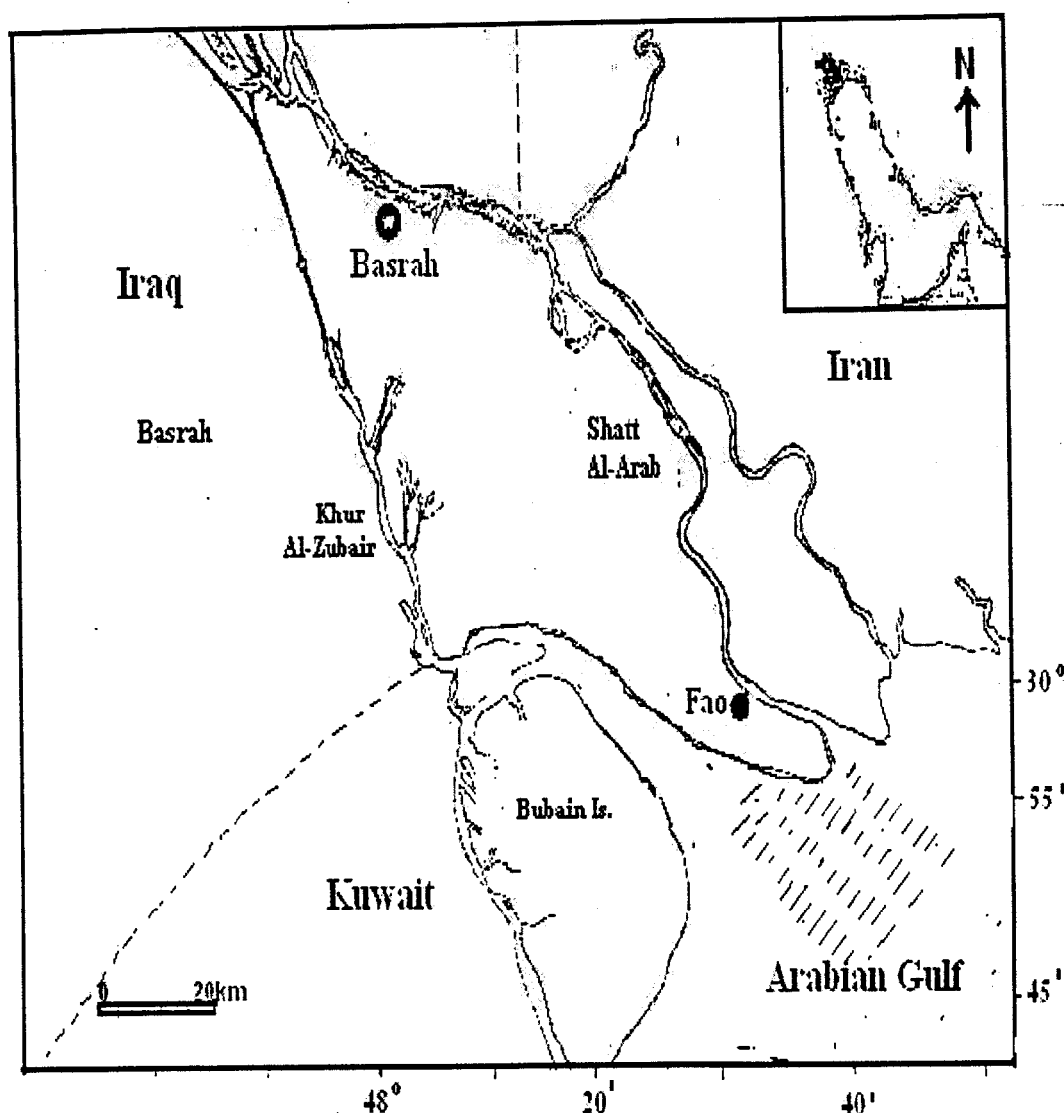 N
Basrah
Iraq
Iran
Basrah
Shatt
Al-Arab
Khur
Al-Zubair
30°
Fao
55'
Bubain Is.
Kuwait
Arabian Gulf
0 20km
45'
48° 20' 40'